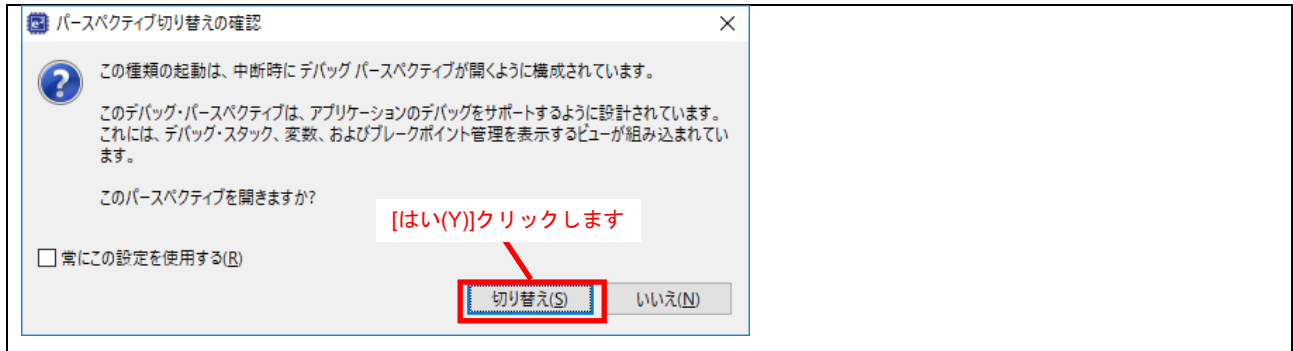 パースペクティブ切り替えの確認
この種類の起動は、中断時に デバッグ パースペクティブが開くように構成されています。
このデバッグ・パースペクティブは、アプリケーションのデバッグをサポートするように設計されています。
これには、デバッグ・スタック、変数、およびブレークポイント管理を表示するビューが組み込まれてい
ます。
このパースペクティブを開きますか?
[はい(Y)]クリックします
常にこの設定を使用する(R)
切り替え(S) いいえ(N)